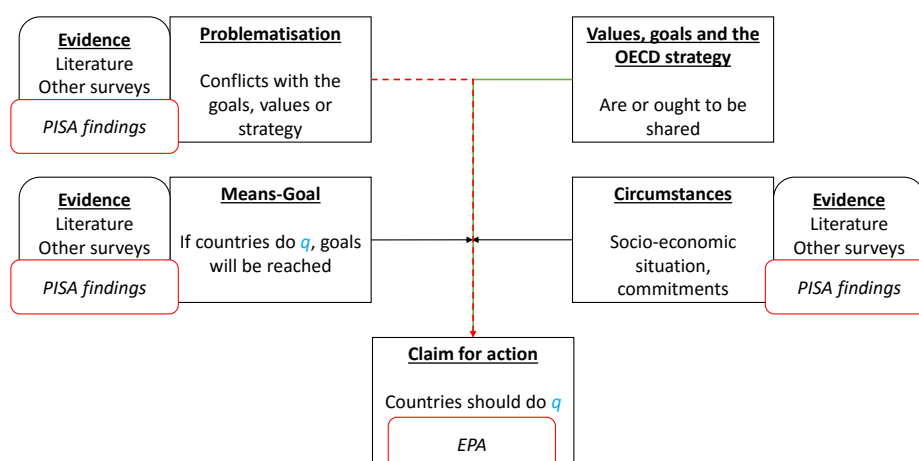 Evidence
Literature
Other surveys
PISA findings
Problematisation
Conflicts with the
goals, values or
strategy
Values, goals and the
OECD strategy
Are or ought to be
shared
Evidence
Literature
Other surveys
PISA findings
Means-Goal
If countries do q, goals
will be reached
Circumstances
Socio-economic
situation,
commitments
Evidence
Literature
Other surveys
PISA findings
Claim for action
Countries should do q
EPA